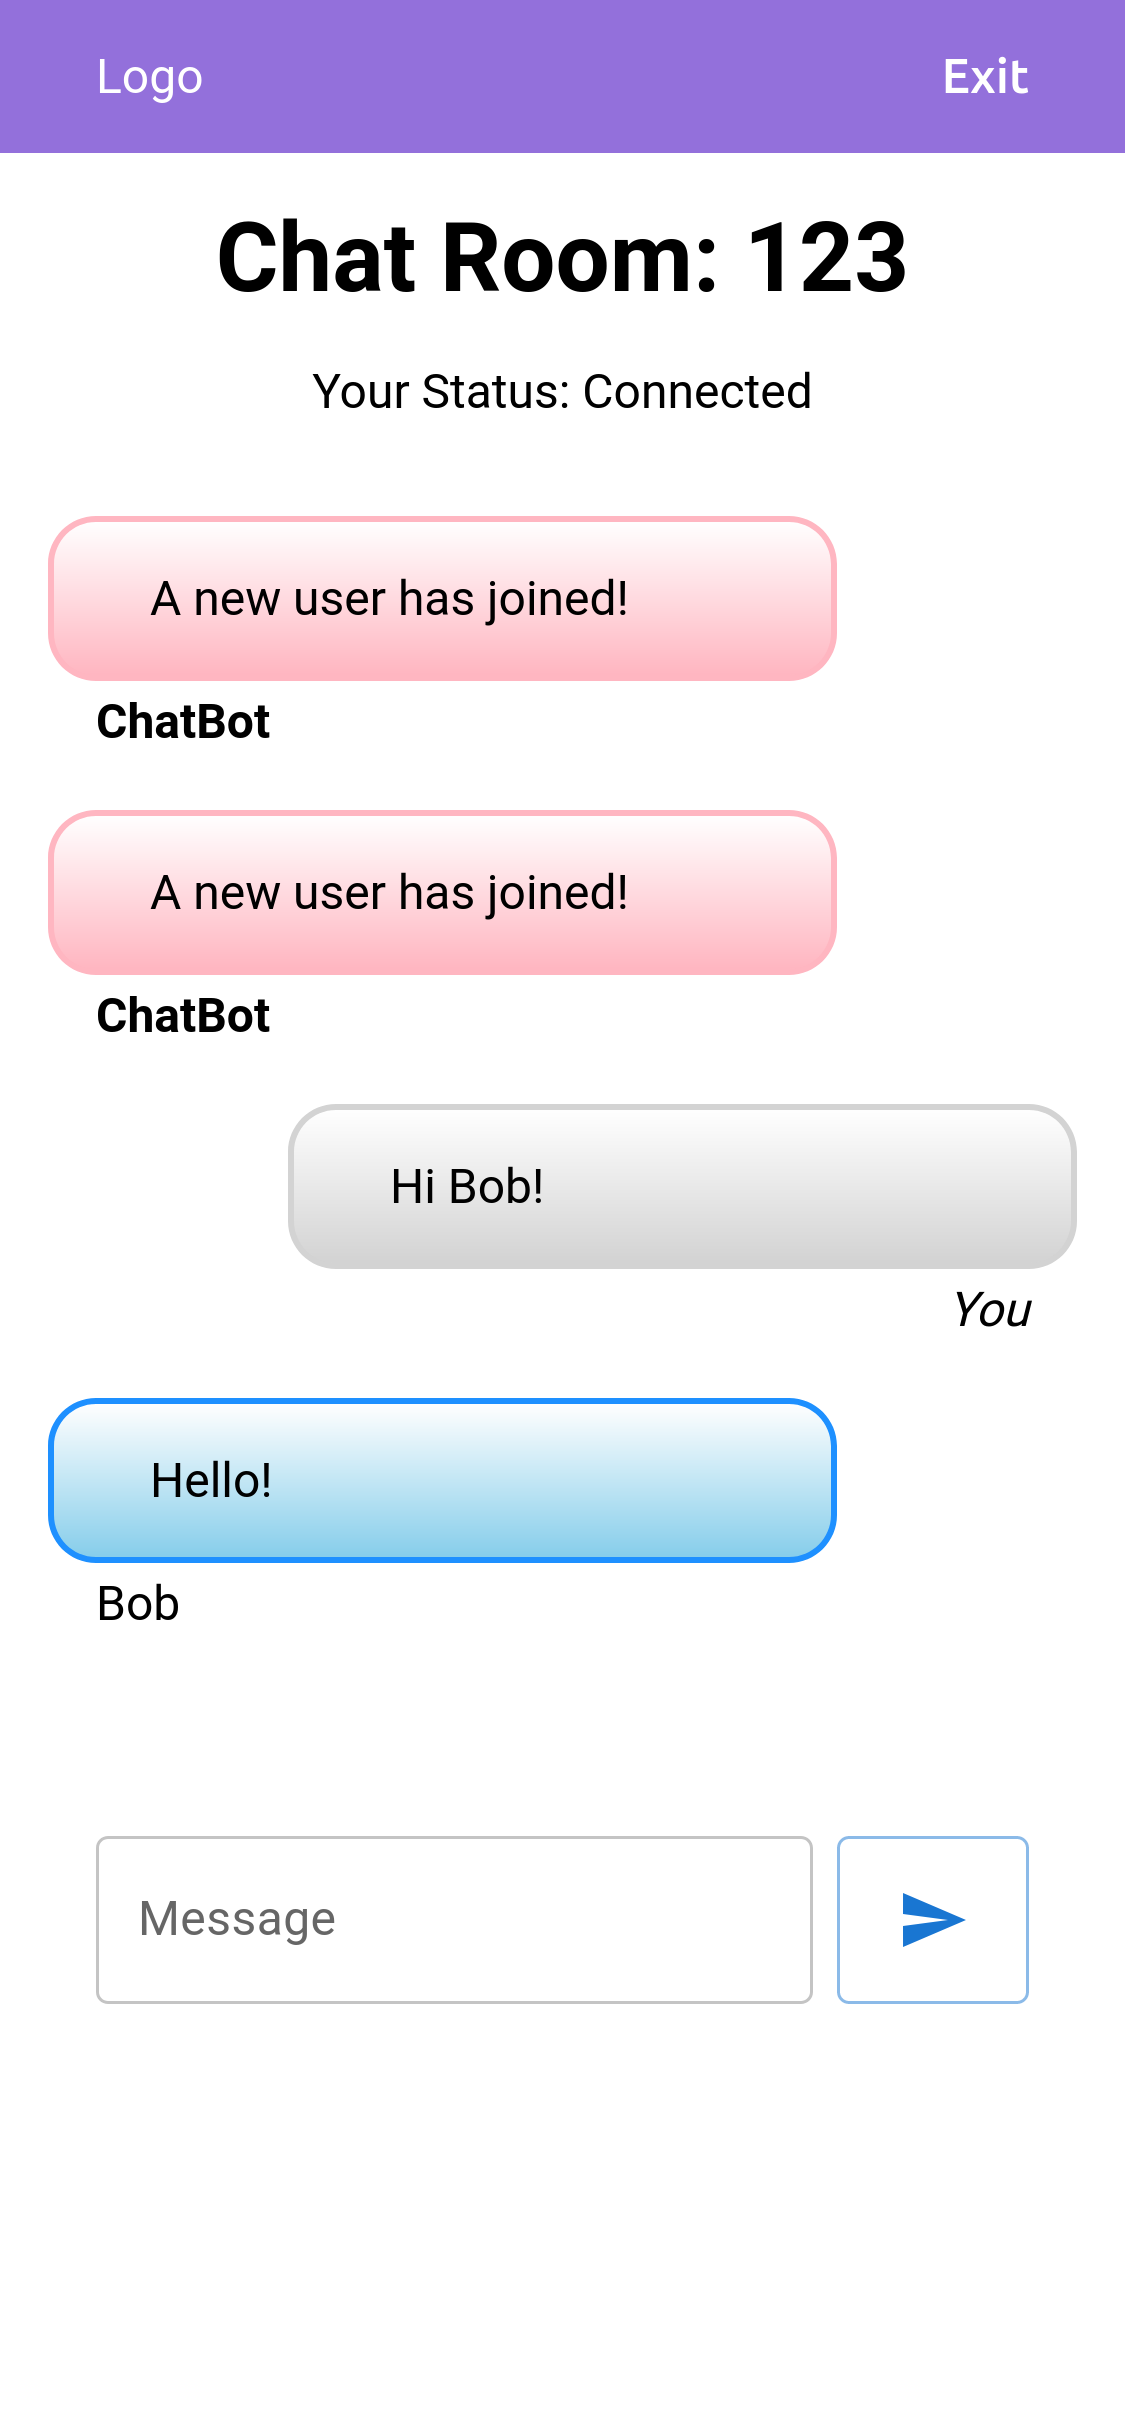 Logo
Exit
Chat Room: 123
Your Status: Connected
A new user has joined!
ChatBot
A new user has joined!
ChatBot
Hi Bob!
You
Hello!
Bob
Message